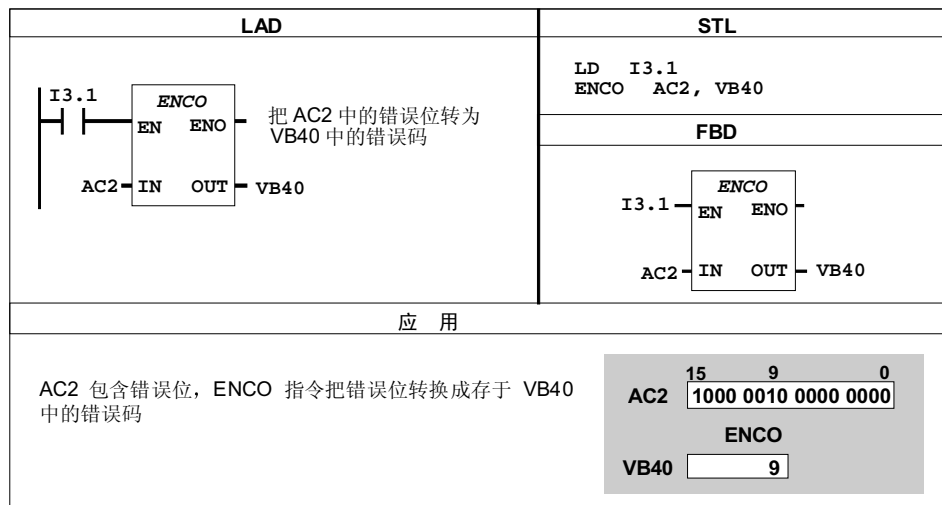 LAD
I3.1
ENCO
EN ENO
AC2 IN OUT VB40
把 AC2 中的错误位转为
VB40 中的错误码
STL
LD I3.1
ENCO AC2, VB40
FBD
ENCO
I3.1 EN ENO
AC2 IN OUT VB40
应 用
AC2 包含错误位，ENCO 指令把错误位转换成存于 VB40
中的错误码
15 9 0
AC2 1000 0010 0000 0000
ENCO
VB40 9